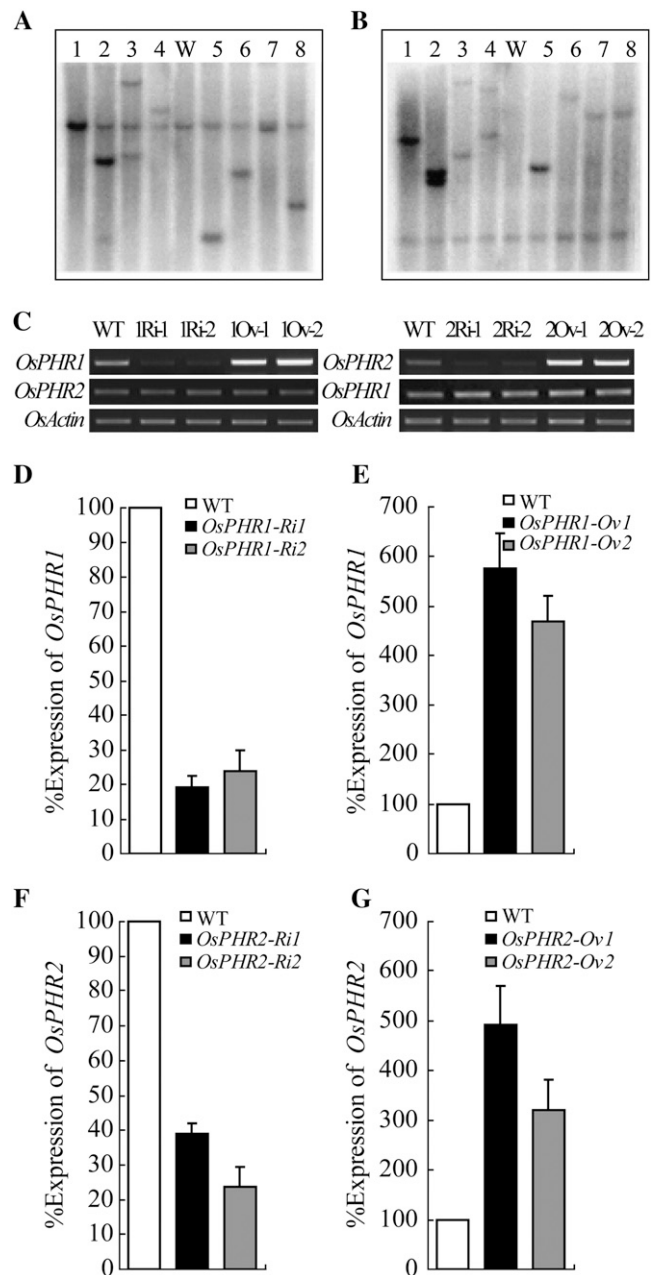 A
1 2 3 4 W 5 6 7 8
B
1 2 3 4 W 5 6 7 8
C
WT 1Ri-1 1Ri-2 1Ov-1 1Ov-2
OsPHR1
OsPHR2
OsActin
WT 2Ri-1 2Ri-2 2Ov-1 2Ov-2
OsPHR2
OsPHR1
OsActin
D
%Expression of OsPHR1
100
90
80
70
60
50
40
30
20
10
0
WT
OsPHR1-Ri1
OsPHR1-Ri2
E
%Expression of OsPHR1
700
600
500
400
300
200
100
0
WT
OsPHR1-Ov1
OsPHR1-Ov2
F
%Expression of OsPHR2
100
90
80
70
60
50
40
30
20
10
0
WT
OsPHR2-Ri1
OsPHR2-Ri2
G
%Expression of OsPHR2
700
600
500
400
300
200
100
0
WT
OsPHR2-Ov1
OsPHR2-Ov2